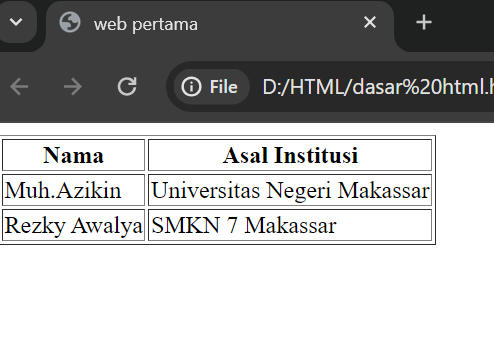 web pertama
File D:/HTML/dasar%20html.
Nama Asal Institusi
Muh.Azikin Universitas Negeri Makassar
Rezky Awalya SMKN 7 Makassar